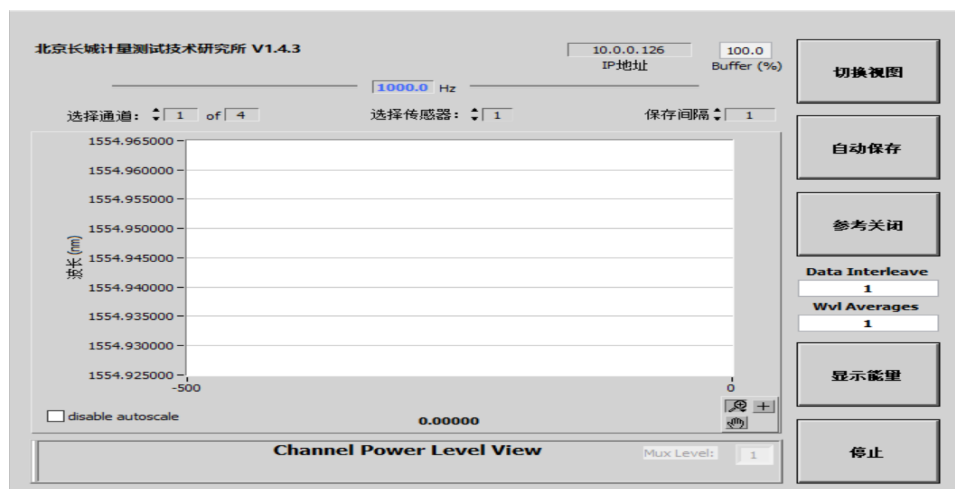 北京长城计量测试技术研究所 V1.4.3
10.0.0.126
100.0
IP地址
Buffer (%)
1000.0 Hz
选择通道: 1 of 4
选择传感器: 1
保存间隔 1
波长 (nm)
1554.965000
1554.960000
1554.955000
1554.950000
1554.945000
1554.940000
1554.935000
1554.930000
1554.925000
-500
0
disable autoscale
0.00000
Channel Power Level View
Mux Level: 1
切换视图
自动保存
参考关闭
Data Interleave
1
Wvl Averages
1
显示能里
停止